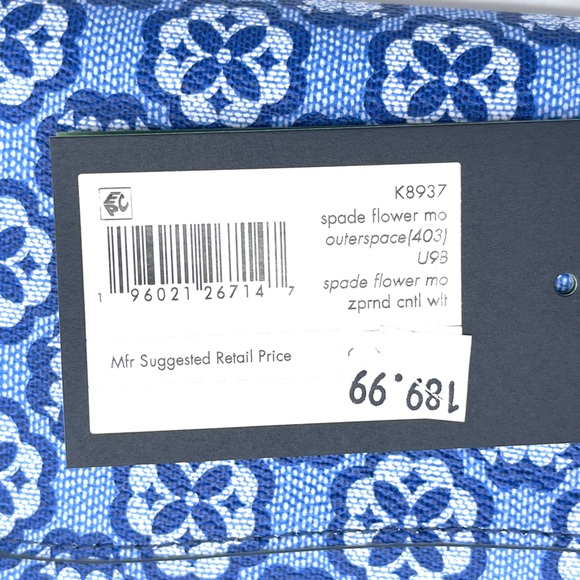 EPC
K8937
spade flower mo
outerspace(403)
U9B
spade flower mo
zprnd cntl wlt
1 96021 26714 7
Mfr Suggested Retail Price
189.99